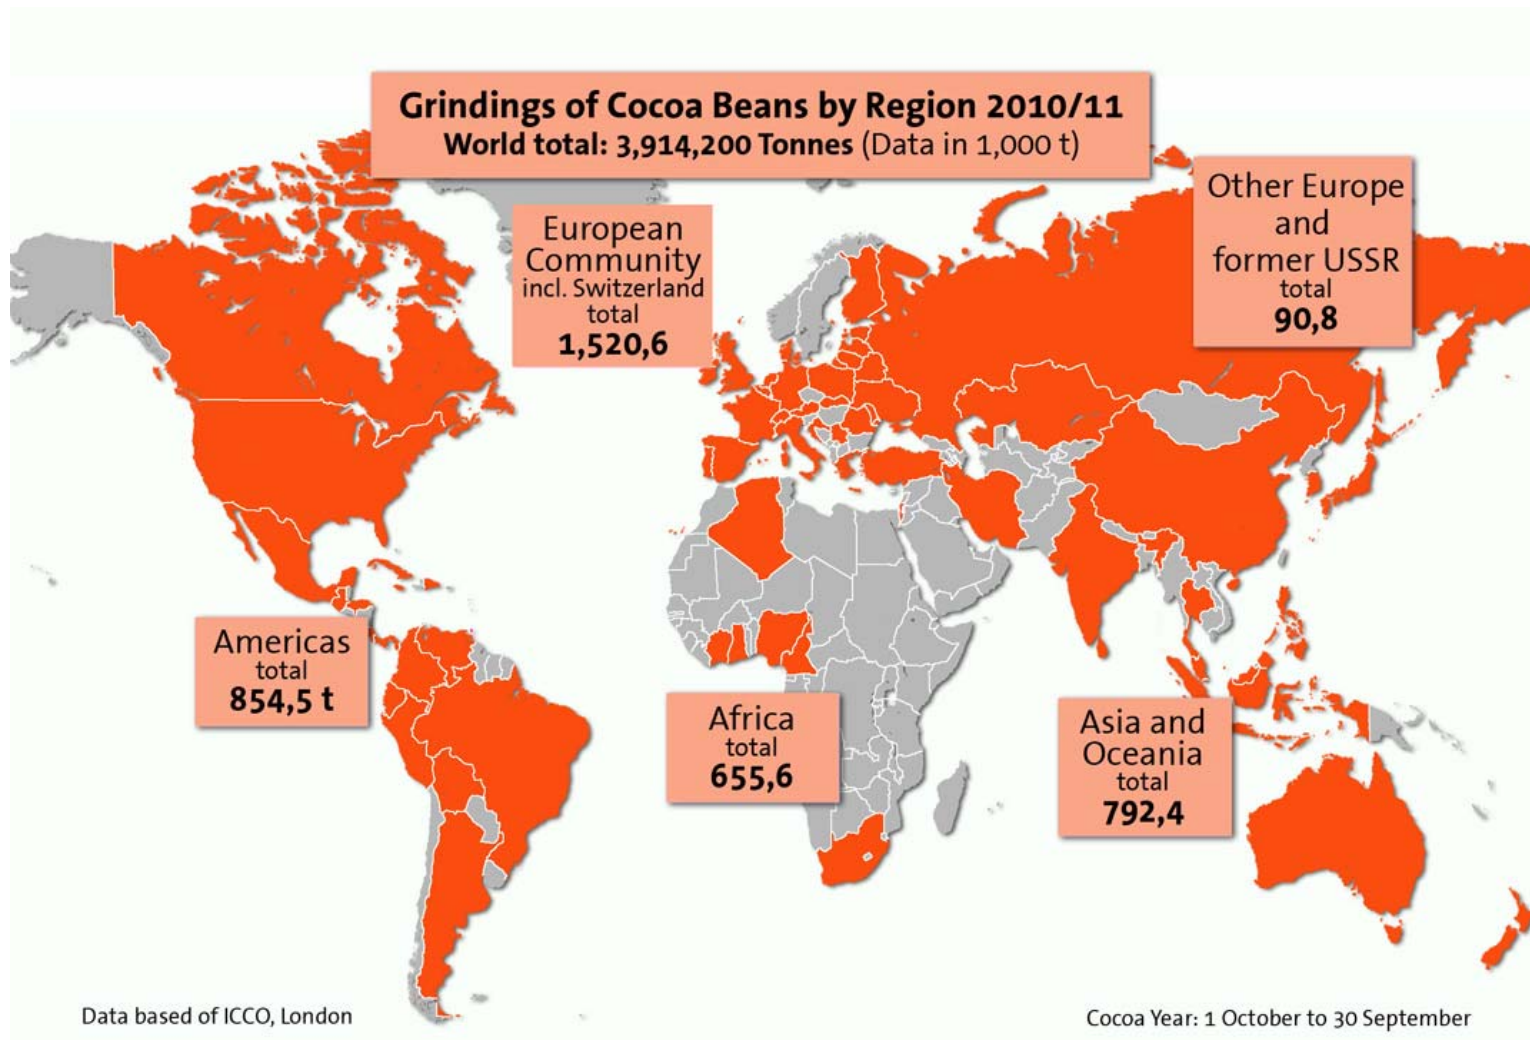 Grindings of Cocoa Beans by Region 2010/11
World total: 3,914,200 Tonnes (Data in 1,000 t)
European
Community
incl. Switzerland
total
1,520,6
Other Europe
and
former USSR
total
90,8
Americas
total
854,5 t
Africa
total
655,6
Asia and
Oceania
total
792,4
Data based of ICCO, London
Cocoa Year: 1 October to 30 September